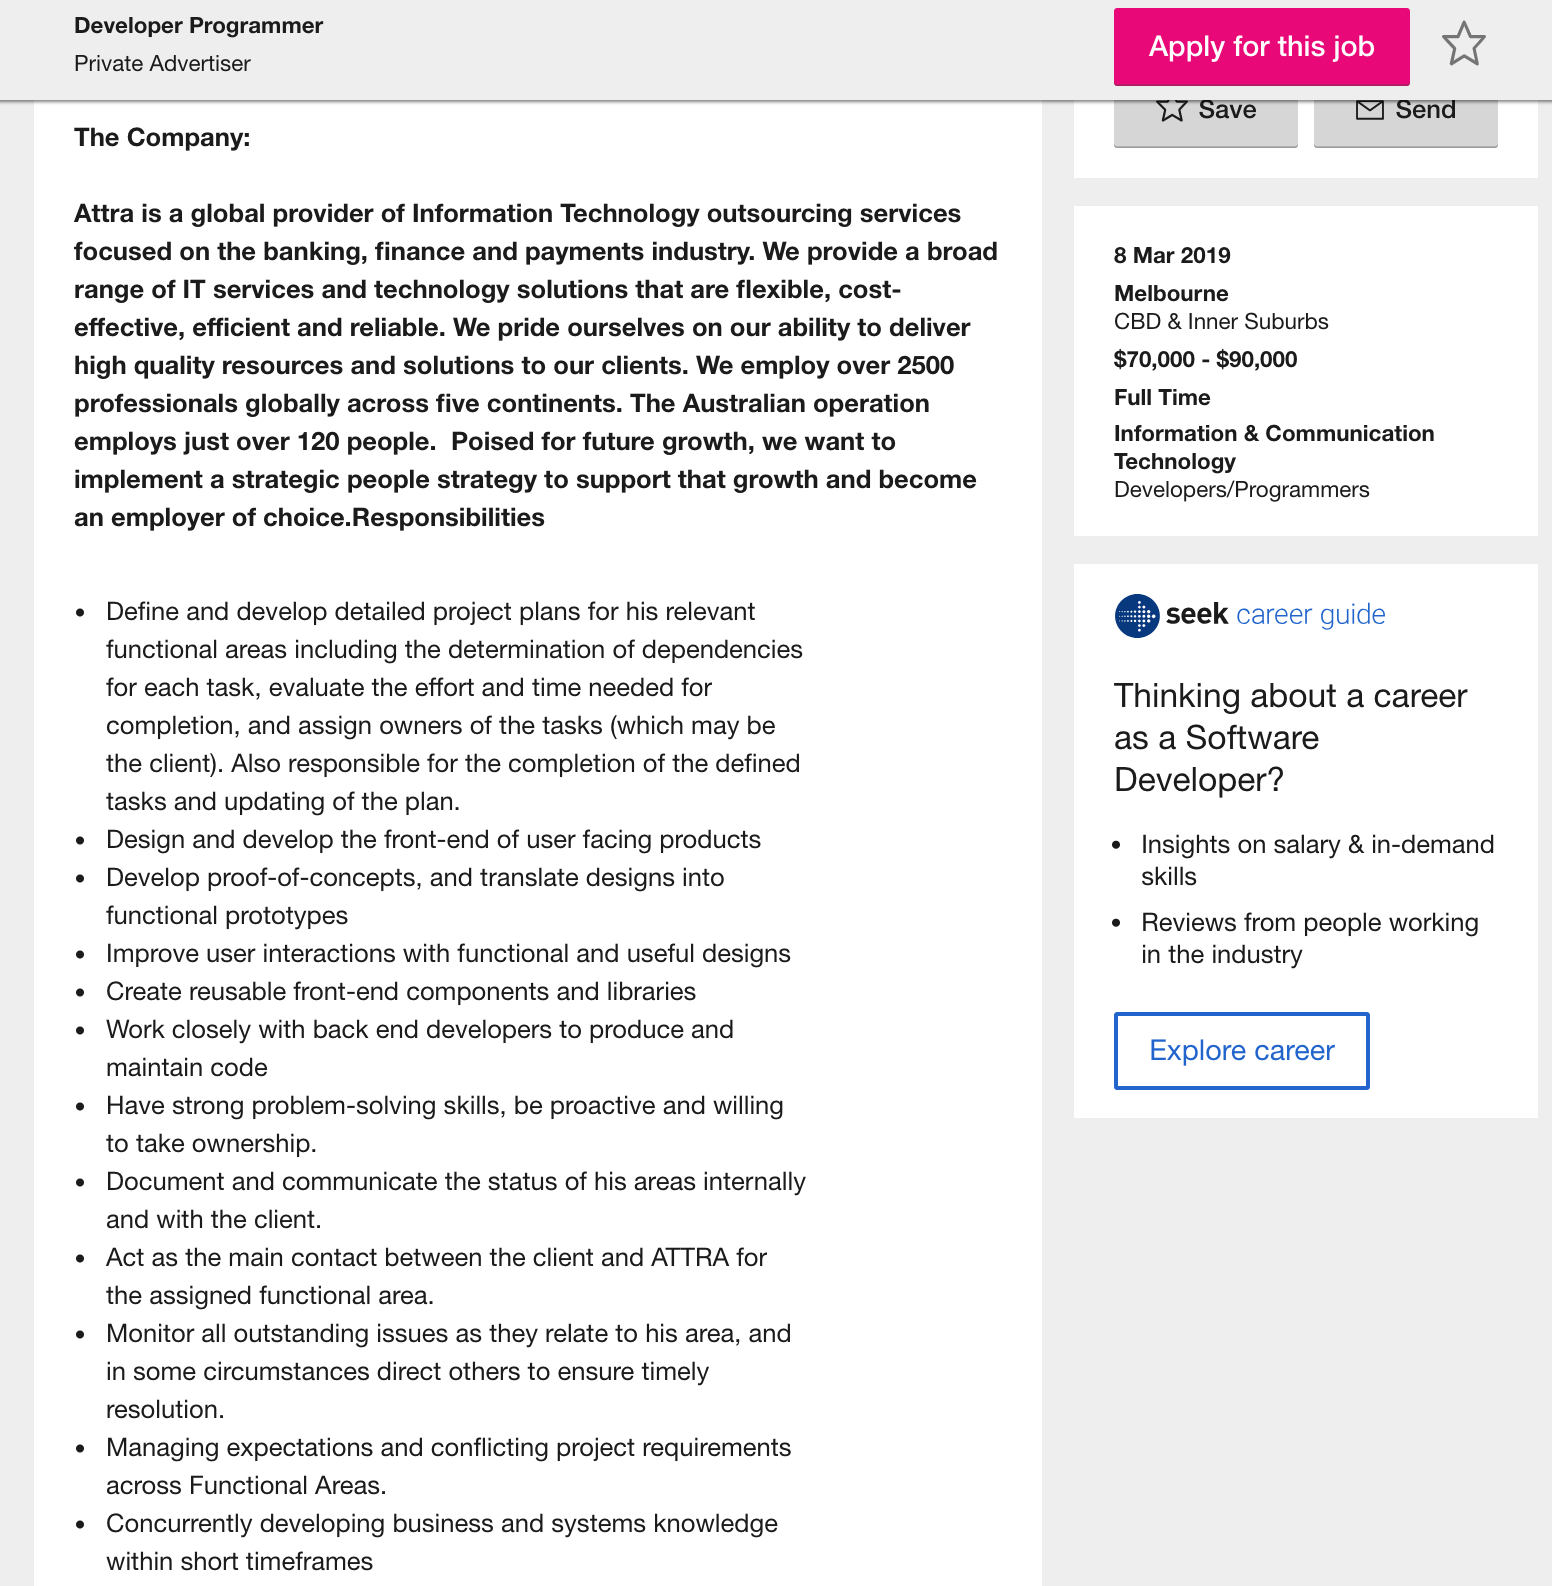 Developer Programmer
Private Advertiser
Apply for this job
Save
Send
The Company:
Attra is a global provider of Information Technology outsourcing services
focused on the banking, finance and payments industry. We provide a broad
range of IT services and technology solutions that are flexible, cost-
effective, efficient and reliable. We pride ourselves on our ability to deliver
high quality resources and solutions to our clients. We employ over 2500
professionals globally across five continents. The Australian operation
employs just over 120 people.  Poised for future growth, we want to
implement a strategic people strategy to support that growth and become
an employer of choice.Responsibilities
• Define and develop detailed project plans for his relevant
functional areas including the determination of dependencies
for each task, evaluate the effort and time needed for
completion, and assign owners of the tasks (which may be
the client). Also responsible for the completion of the defined
tasks and updating of the plan.
• Design and develop the front-end of user facing products
• Develop proof-of-concepts, and translate designs into
functional prototypes
• Improve user interactions with functional and useful designs
• Create reusable front-end components and libraries
• Work closely with back end developers to produce and
maintain code
• Have strong problem-solving skills, be proactive and willing
to take ownership.
• Document and communicate the status of his areas internally
and with the client.
• Act as the main contact between the client and ATTRA for
the assigned functional area.
• Monitor all outstanding issues as they relate to his area, and
in some circumstances direct others to ensure timely
resolution.
• Managing expectations and conflicting project requirements
across Functional Areas.
• Concurrently developing business and systems knowledge
within short timeframes
8 Mar 2019
Melbourne
CBD & Inner Suburbs
$70,000 - $90,000
Full Time
Information & Communication
Technology
Developers/Programmers
seek career guide
Thinking about a career
as a Software
Developer?
• Insights on salary & in-demand
skills
• Reviews from people working
in the industry
Explore career